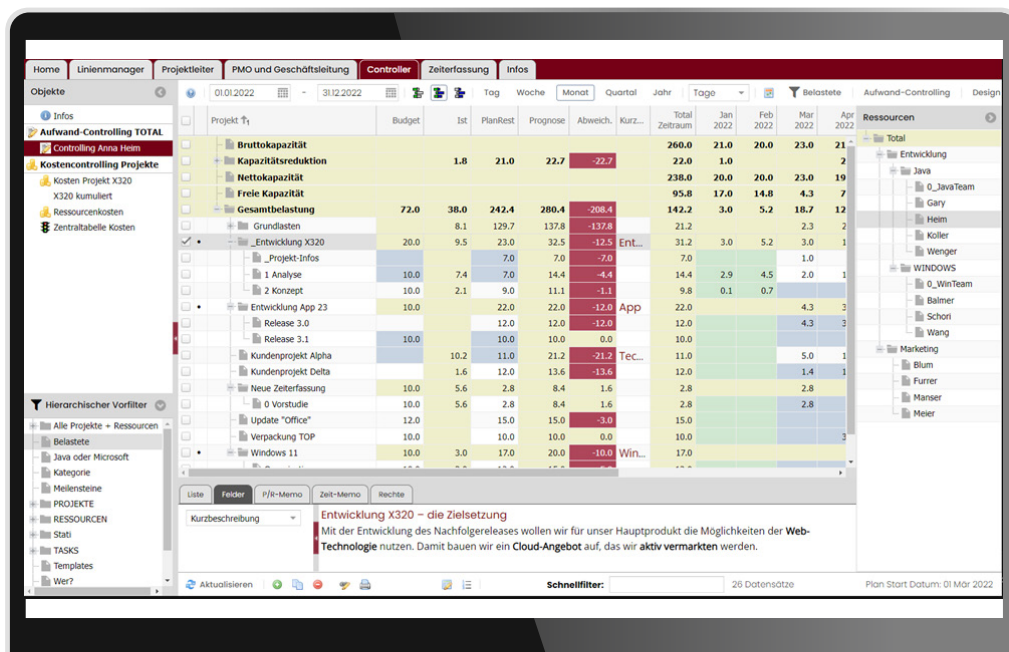 Home Linienmanager Projektleiter PMO und Geschäftsleitung Controller Zeiterfassung Infos
Objekte
01.01.2022 - 31.12.2022 Tag Woche Monat Quartal Jahr Tage Belastete Aufwand-Controlling Design
Infos
Aufwand-Controlling TOTAL
Controlling Anna Heim
Kostencontrolling Projekte
Kosten Projekt X320
X320 kumuliert
Ressourcenkosten
Zentraltabelle Kosten
Hierarchischer Vorfilter
Alle Projekte + Ressourcen
Belastete
Java oder Microsoft
Kategorie
Meilensteine
PROJEKTE
RESSOURCEN
Stati
TASKS
Templates
Wer?
Projekt Budget Ist PlanRest Prognose Abweich. Kurz... Total Zeitraum Jan 2022 Feb 2022 Mar 2022 Apr 2022
Bruttokapazität 260.0 21.0 20.0 23.0 21
Kapazitätsreduktion 1.8 21.0 22.7 -22.7 22.0 1.0 2
Nettokapazität 238.0 20.0 20.0 23.0 19
Freie Kapazität 95.8 17.0 14.8 4.3 7
Gesamtbelastung 72.0 38.0 242.4 280.4 -208.4 142.2 3.0 5.2 18.7 12
Grundlasten 8.1 129.7 137.8 -137.8 21.2 2.3 2
_Entwicklung X320 20.0 9.5 23.0 32.5 -12.5 Ent... 31.2 3.0 5.2 3.0 1
_Projekt-Infos 7.0 7.0 -7.0 7.0 1.0
1 Analyse 10.0 7.4 7.0 14.4 -4.4 14.4 2.9 4.5 2.0 1
2 Konzept 10.0 2.1 9.0 11.1 -1.1 9.8 0.1 0.7
Entwicklung App 23 10.0 22.0 22.0 -12.0 App 22.0 4.3 3
Release 3.0 12.0 12.0 -12.0 12.0 4.3 3
Release 3.1 10.0 10.0 10.0 0.0 10.0
Kundenprojekt Alpha 10.2 11.0 21.2 -21.2 Tec... 11.0 5.0 1
Kundenprojekt Delta 1.6 12.0 13.6 -13.6 12.0 1.4 1
Neue Zeiterfassung 10.0 5.6 2.8 8.4 1.6 2.8 2.8
0 Vorstudie 10.0 5.6 2.8 8.4 1.6 2.8 2.8
Update "Office" 12.0 15.0 15.0 -3.0 15.0
Verpackung TOP 10.0 10.0 10.0 0.0 10.0 3
Windows 11 10.0 3.0 17.0 20.0 -10.0 Win... 17.0
Ressourcen
Total
Entwicklung
Java
0_JavaTeam
Gary
Heim
Koller
Wenger
WINDOWS
0_WinTeam
Balmer
Schori
Wang
Marketing
Blum
Furrer
Manser
Meier
Liste Felder P/R-Memo Zeit-Memo Rechte
Kurzbeschreibung
Entwicklung X320 – die Zielsetzung
Mit der Entwicklung des Nachfolgereleases wollen wir für unser Hauptprodukt die Möglichkeiten der Web-
Technologie nutzen. Damit bauen wir ein Cloud-Angebot auf, das wir aktiv vermarkten werden.
Aktualisieren Schnellfilter: 26 Datensätze Plan Start Datum: 01 Mär 2022